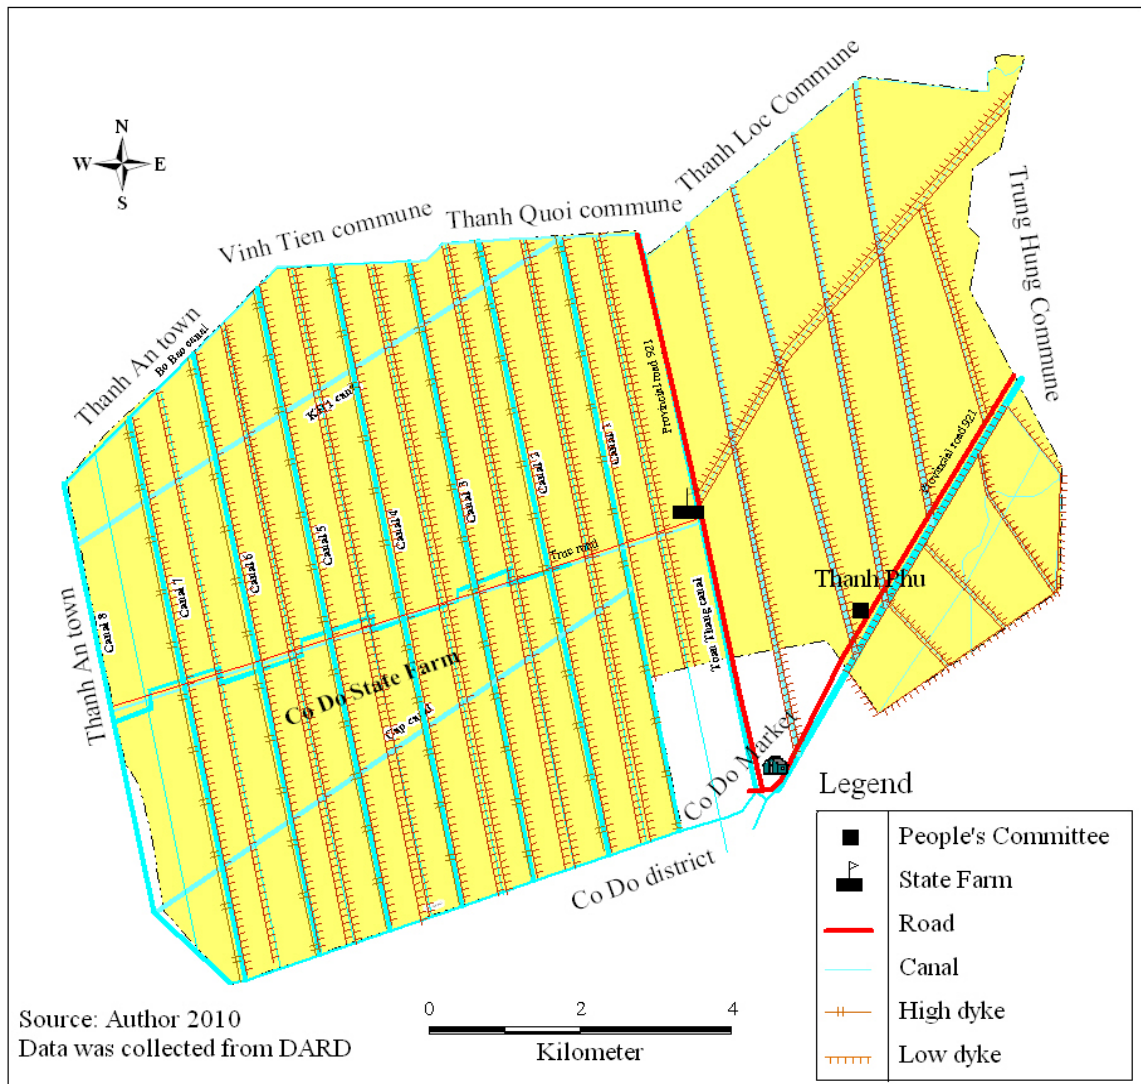 Thanh Loc Commune
N
W E
S
Trung Hung Commune
Thanh Quoi commune
Vinh Tien commune
Thanh An town
Bo Bao canal
Provincial road 921
Canal 1
Canal 2
Canal 3
Canal 4
Canal 5
Canal 6
Canal 7
Canal 8
Provincial road 921
Truc road
Thanh Phu
Toan Thang canal
Thanh An town
Co Do State Farm
Cap canal
Co Do Market
Co Do district
Legend
People's Committee
State Farm
Road
Canal
High dyke
Low dyke
Source: Author 2010
Data was collected from DARD
0 2 4
Kilometer